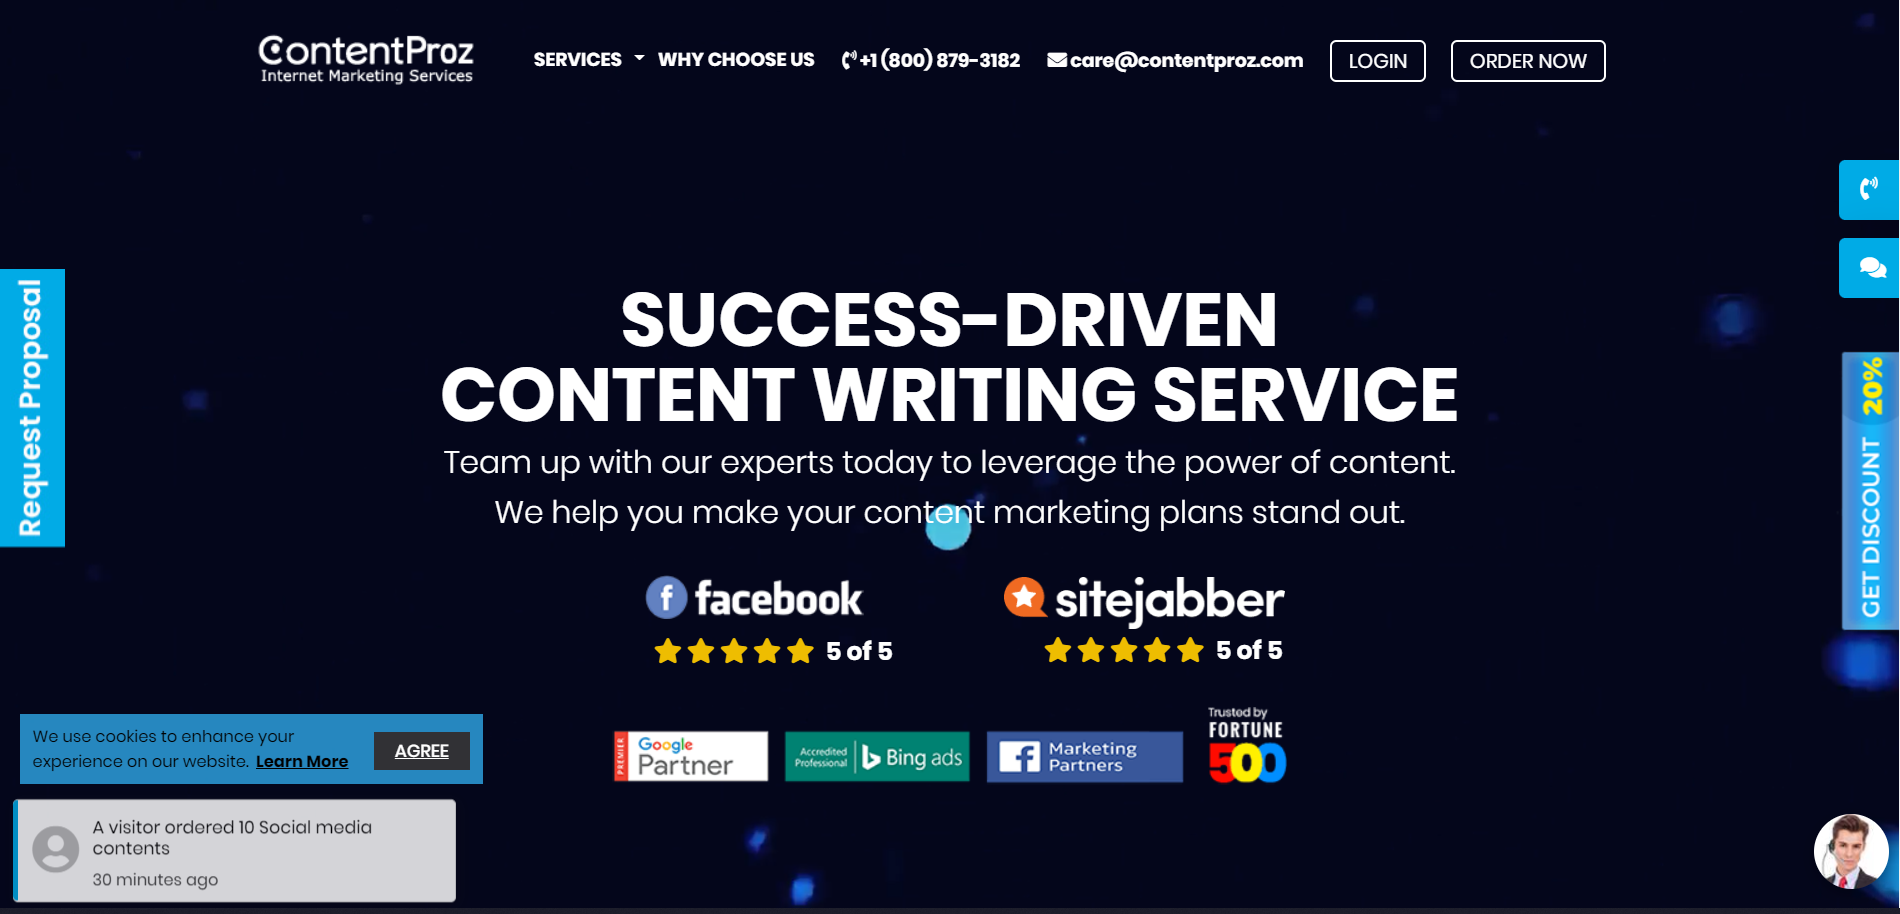 ContentProz
Internet Marketing Services
SERVICES
WHY CHOOSE US
+1 (800) 879-3182
care@contentproz.com
LOGIN
ORDER NOW
Request Proposal
SUCCESS-DRIVEN
CONTENT WRITING SERVICE
Team up with our experts today to leverage the power of content.
We help you make your content marketing plans stand out.
GET DISCOUNT 20%
f facebook
sitejabber
5 of 5
5 of 5
PREMIER
Google
Partner
Accredited
Professional
Bing ads
f Marketing
Partners
Trusted by
FORTUNE
500
We use cookies to enhance your
experience on our website. Learn More
AGREE
A visitor ordered 10 Social media
contents
30 minutes ago